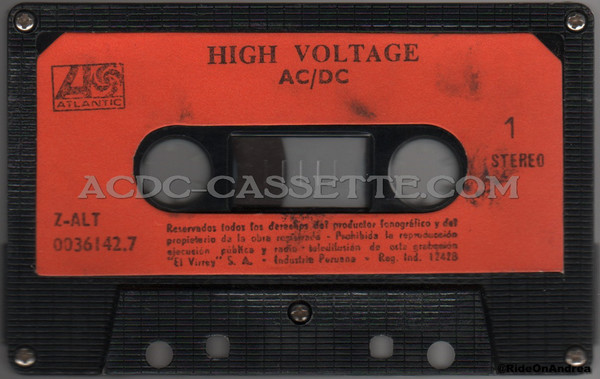 HIGH VOLTAGE
AC/DC
ATLANTIC
1
STEREO
ACDC-CASSETTE.COM
Z-ALT
0036142.7
Reservados todos los derechos del productor fonográfico y del
propietario de la obra registrada - Prohibida la reproducción
ejecución pública y radio - teledifusión de esta grabación
"El Virrey" S. A. - Industria Peruana - Reg. Ind. 12428
©RideOnAndrea